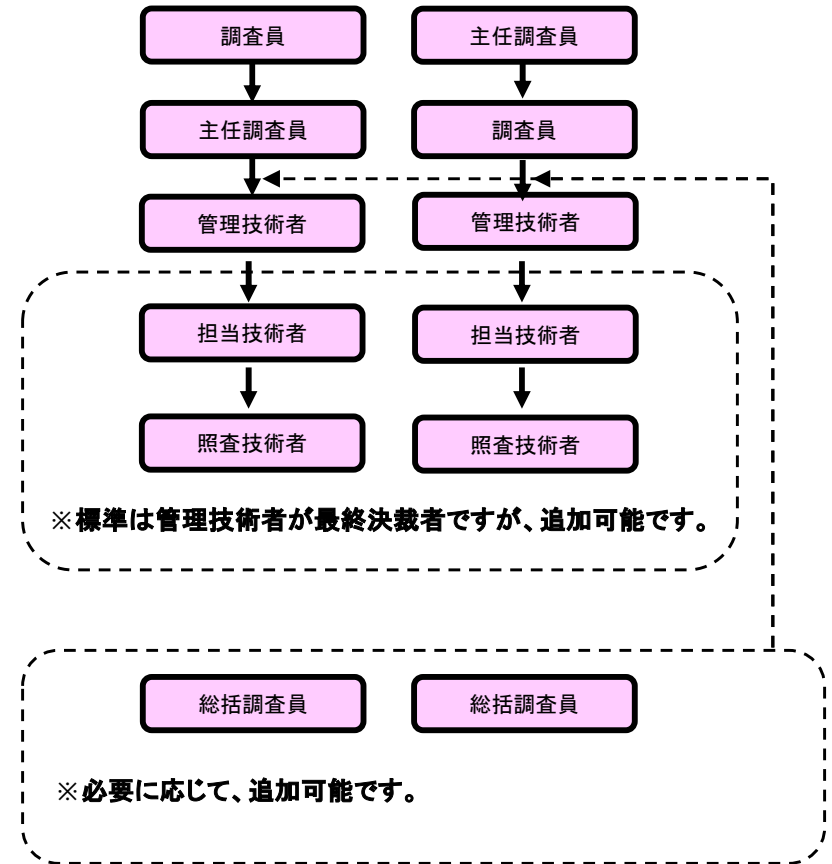 調査員
主任調査員
主任調査員
調査員
管理技術者
管理技術者
担当技術者
担当技術者
照査技術者
照査技術者
※標準は管理技術者が最終決裁者ですが、追加可能です。
総括調査員
総括調査員
※必要に応じて、追加可能です。